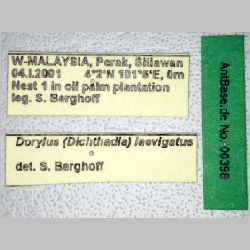 W-MALAYSIA, Perak, Sitiawan
04.I.2001 4°2'N 101°5'E, 0m
Nest 1 in oil palm plantation
leg. S. Berghoff
Dorylus (Dichthadia) laevigatus
det. S. Berghoff
AntBase.de No: 00398